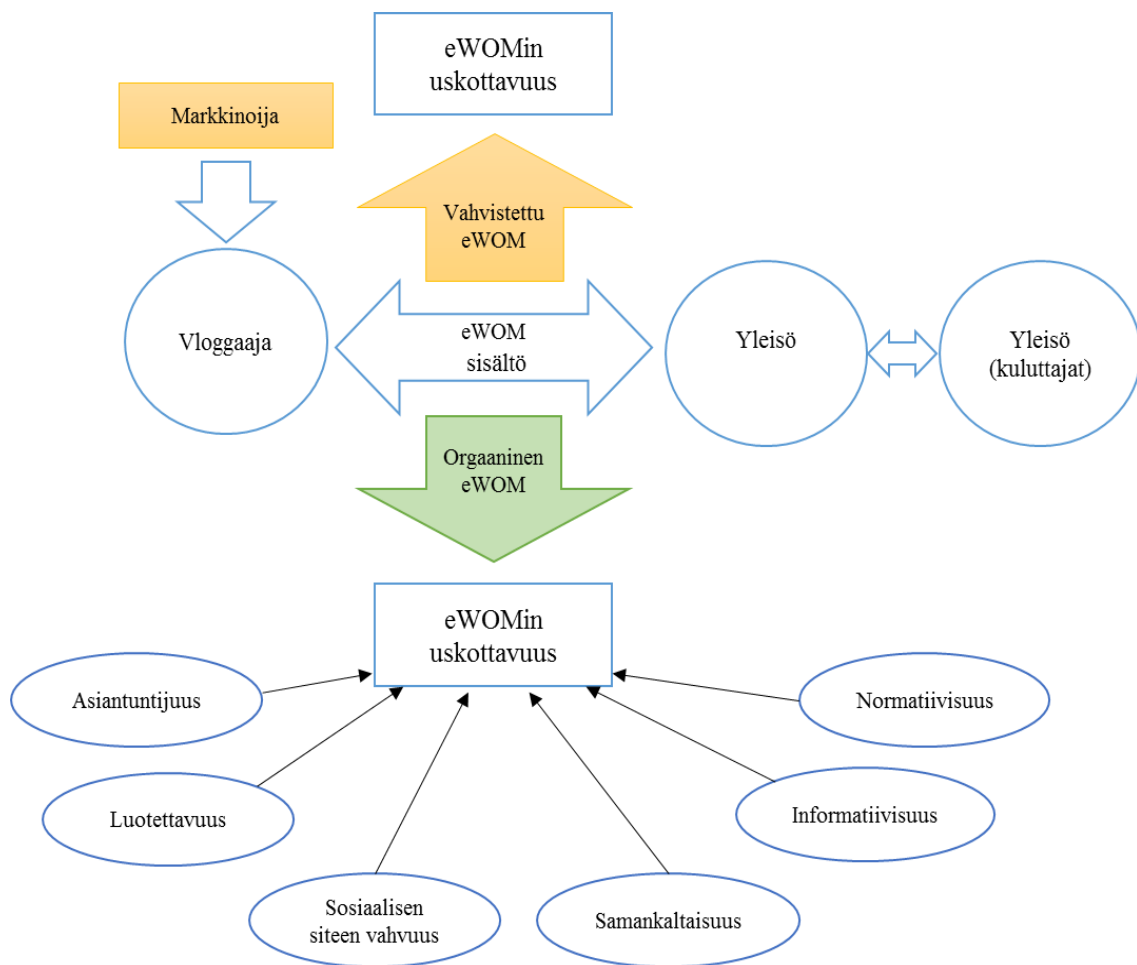 eWOMin
uskottavuus
Markkinoija
Vahvistettu
eWOM
Vloggaaja
eWOM
sisältö
Yleisö
Yleisö
(kuluttajat)
Orgaaninen
eWOM
eWOMin
uskottavuus
Asiantuntijuus
Normatiivisuus
Luotettavuus
Informatiivisuus
Sosiaalisen
siteen vahvuus
Samankaltaisuus